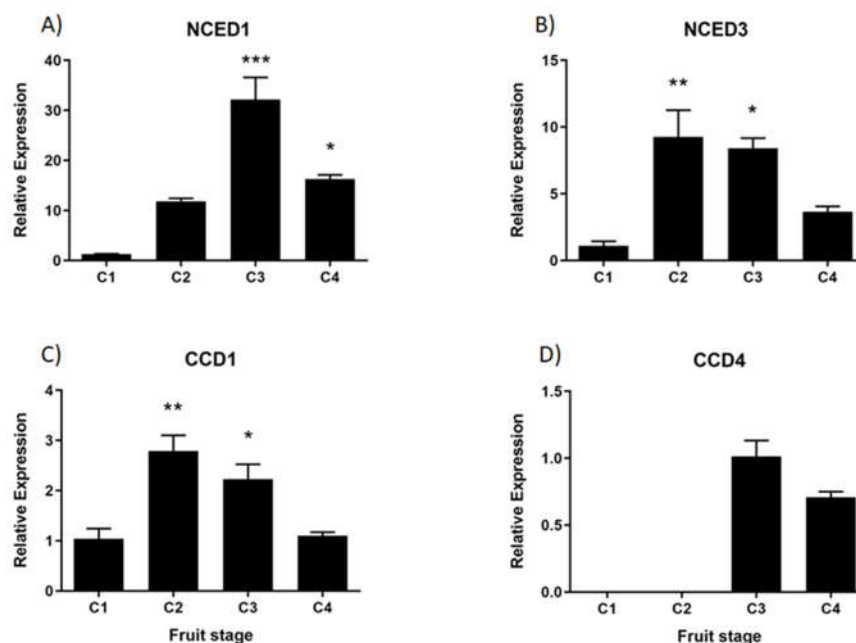 A)
NCED1
Relative Expression
40
30
20
10
0
***
*
C1 C2 C3 C4
B)
NCED3
Relative Expression
15
10
5
0
**
*
C1 C2 C3 C4
C)
CCD1
Relative Expression
4
3
2
1
0
**
*
C1 C2 C3 C4
Fruit stage
D)
CCD4
Relative Expression
1.5
1.0
0.5
0.0
C1 C2 C3 C4
Fruit stage